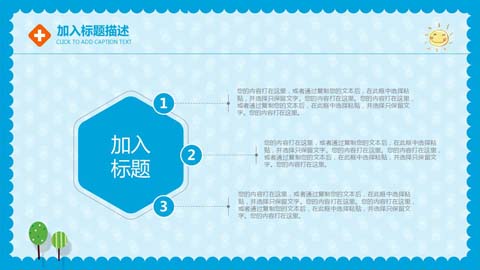 加入标题描述
CLICK TO ADD CAPTION TEXT
1
您的内容打在这里，或者通过复制您的文本后，在此框中选择粘
贴，并选择只保留文字。您的内容打在这里。您的内容打在这里，
或者通过复制您的文本后，在此框中选择粘贴，并选择只保留文
字。您的内容打在这里。
加入
标题
2
您的内容打在这里，或者通过复制您的文本后，在此框中选择粘
贴，并选择只保留文字。您的内容打在这里。您的内容打在这里，
或者通过复制您的文本后，在此框中选择粘贴，并选择只保留文
字。您的内容打在这里。
3
您的内容打在这里，或者通过复制您的文本后，在此框中选择粘
贴，并选择只保留文字。您的内容打在这里。您的内容打在这里，
或者通过复制您的文本后，在此框中选择粘贴，并选择只保留文
字。您的内容打在这里。